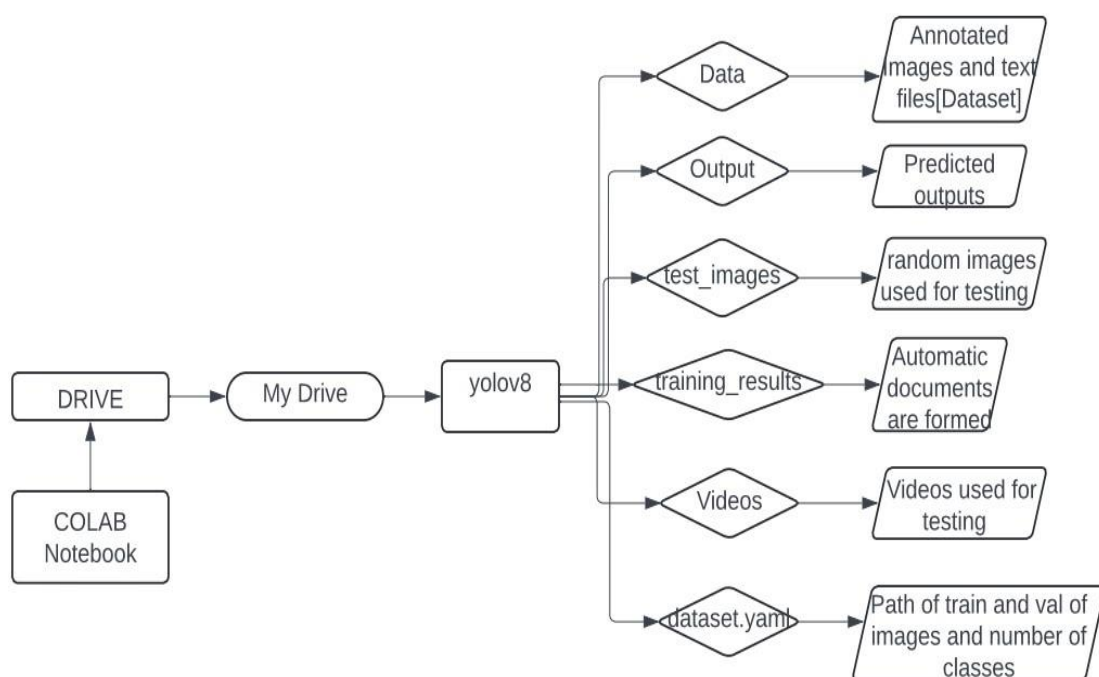 Data
Annotated
images and text
files[Dataset]
Output
Predicted
outputs
test_images
random images
used for testing
training_results
Automatic
documents
are formed
DRIVE
My Drive
yolov8
COLAB
Notebook
Videos
Videos used for
testing
dataset.yaml
Path of train and val of
images and number of
classes